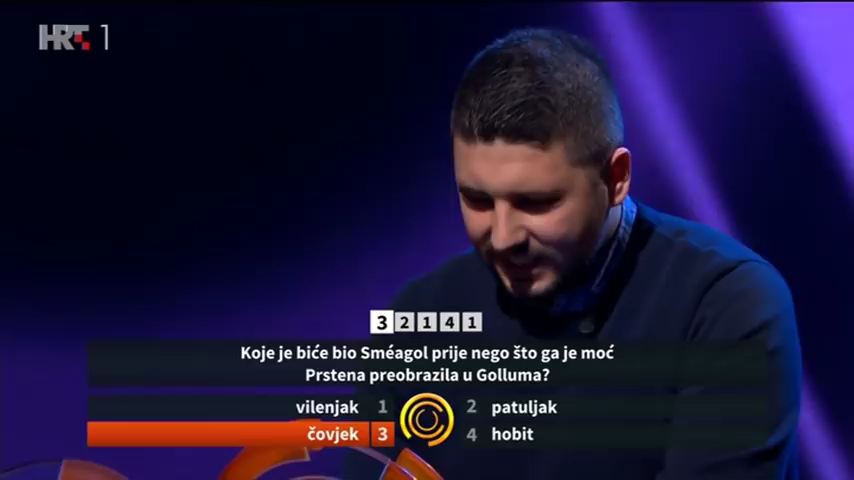 HRT 1
3 2 1 4 1
Koje je biće bio Sméagol prije nego što ga je moć
Prstena preobrazila u Golluma?
vilenjak 1 2 patuljak
čovjek 3 4 hobit